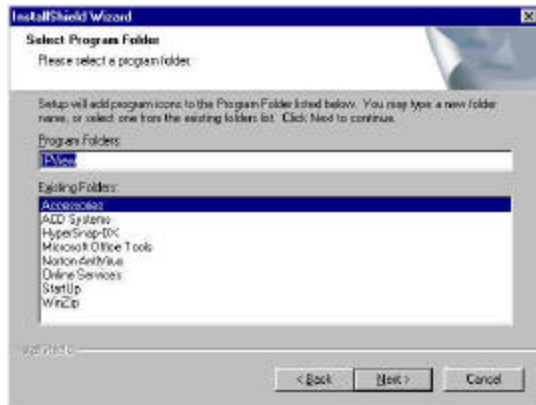 InstallShield Wizard
Select Program Folder
Please select a program folder.
Setup will add program icons to the Program Folder listed below. You may type a new folder
name, or select one from the existing folders list. Click Next to continue.
Program Folders:
IPView
Existing Folders:
Accessories
ACD Systems
HyperSnap-DX
Microsoft Office Tools
Norton AntiVirus
Online Services
StartUp
WinZip
InstallShield
< Back
Next >
Cancel